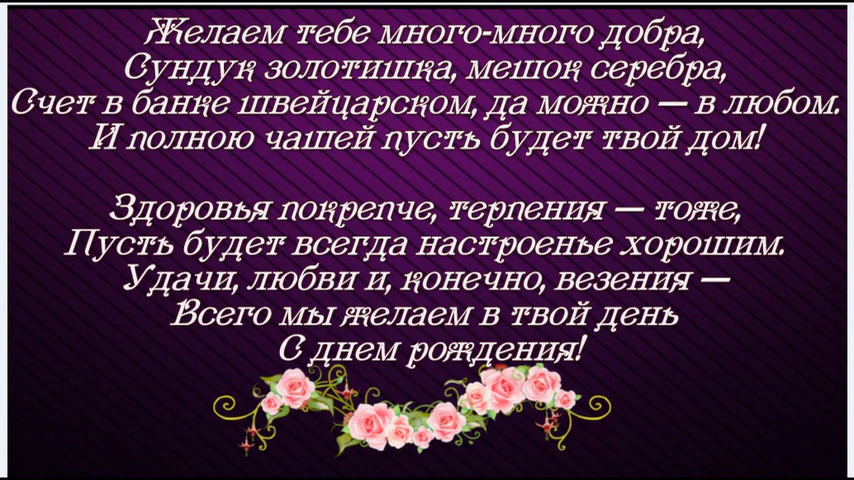 Желаем тебе много-много добра,
Сундук золотишка, мешок серебра,
Счет в банке швейцарском, да можно — в любом.
И полною чашей пусть будет твой дом!
Здоровья покрепче, терпения — тоже,
Пусть будет всегда настроенье хорошим.
Удачи, любви и, конечно, везения —
Всего мы желаем в твой день
С днем рождения!